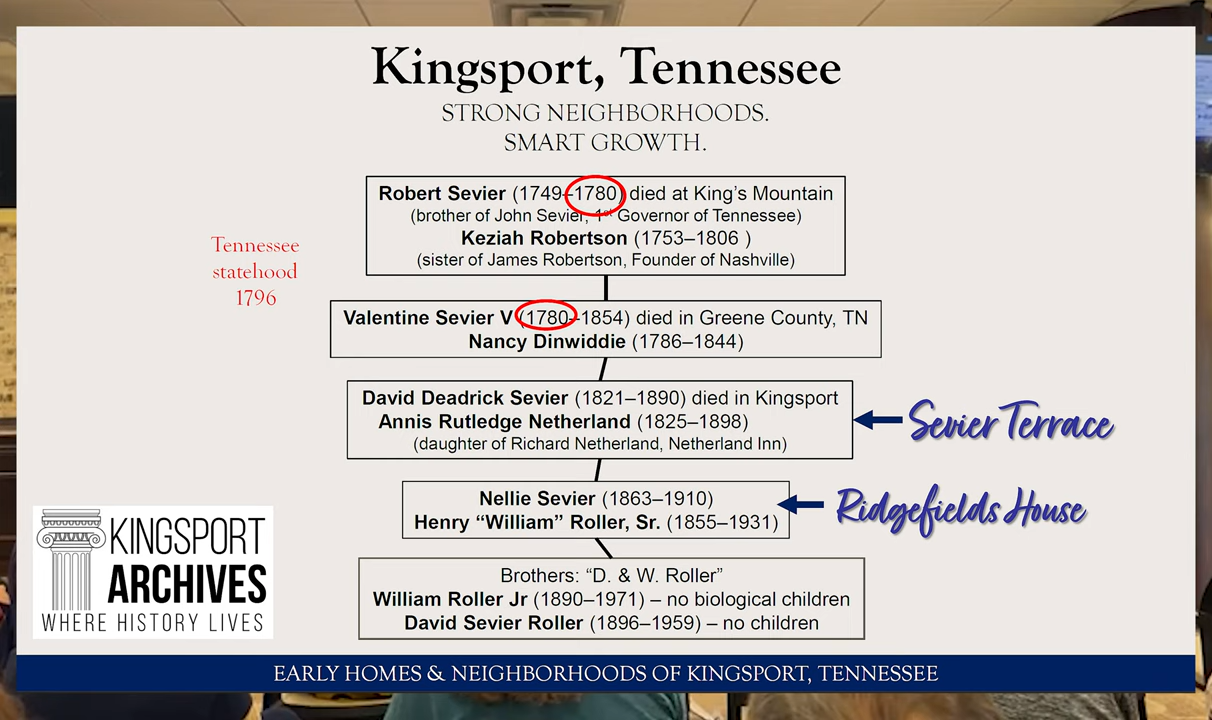 Kingsport, Tennessee
STRONG NEIGHBORHOODS.
SMART GROWTH.
Robert Sevier (1749–1780) died at King's Mountain
(brother of John Sevier, 1st Governor of Tennessee)
Keziah Robertson (1753–1806 )
(sister of James Robertson, Founder of Nashville)
Tennessee
statehood
1796
Valentine Sevier V (1780–1854) died in Greene County, TN
Nancy Dinwiddie (1786–1844)
David Deadrick Sevier (1821–1890) died in Kingsport
Annis Rutledge Netherland (1825–1898)
(daughter of Richard Netherland, Netherland Inn)
Sevier Terrace
Nellie Sevier (1863–1910)
Henry “William” Roller, Sr. (1855–1931)
Ridgefields House
Brothers: “D. & W. Roller”
William Roller Jr (1890–1971) – no biological children
David Sevier Roller (1896–1959) – no children
KINGSPORT
ARCHIVES
WHERE HISTORY LIVES
EARLY HOMES & NEIGHBORHOODS OF KINGSPORT, TENNESSEE